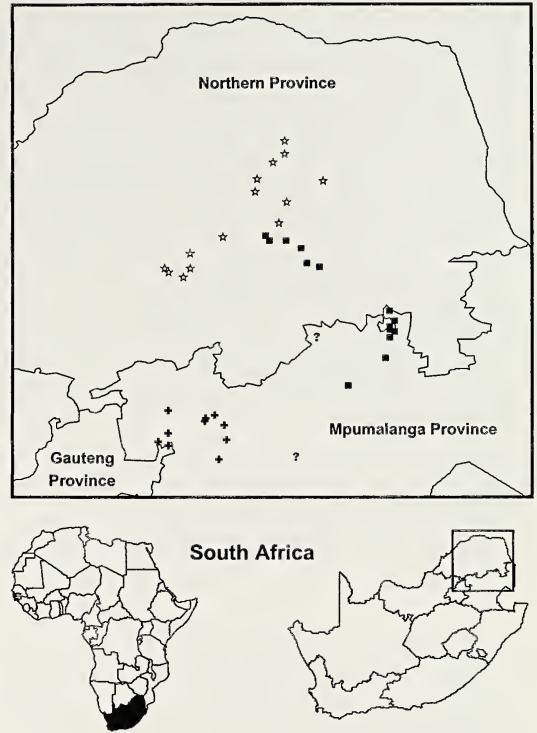 Northern Province
?
Mpumalanga Province
Gauteng
Province
?
South Africa